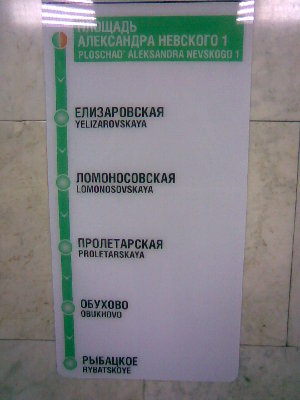 ПЛОЩАДЬ
АЛЕКСАНДРА НЕВСКОГО 1
PLOSCHAD' ALEKSANDRA NEVSKOGO 1
ЕЛИЗАРОВСКАЯ
YELIZAROVSKAYA
ЛОМОНОСОВСКАЯ
LOMONOSOVSKAYA
ПРОЛЕТАРСКАЯ
PROLETARSKAYA
ОБУХОВО
OBUKHOVO
РЫБАЦКОЕ
RYBATSKOYE